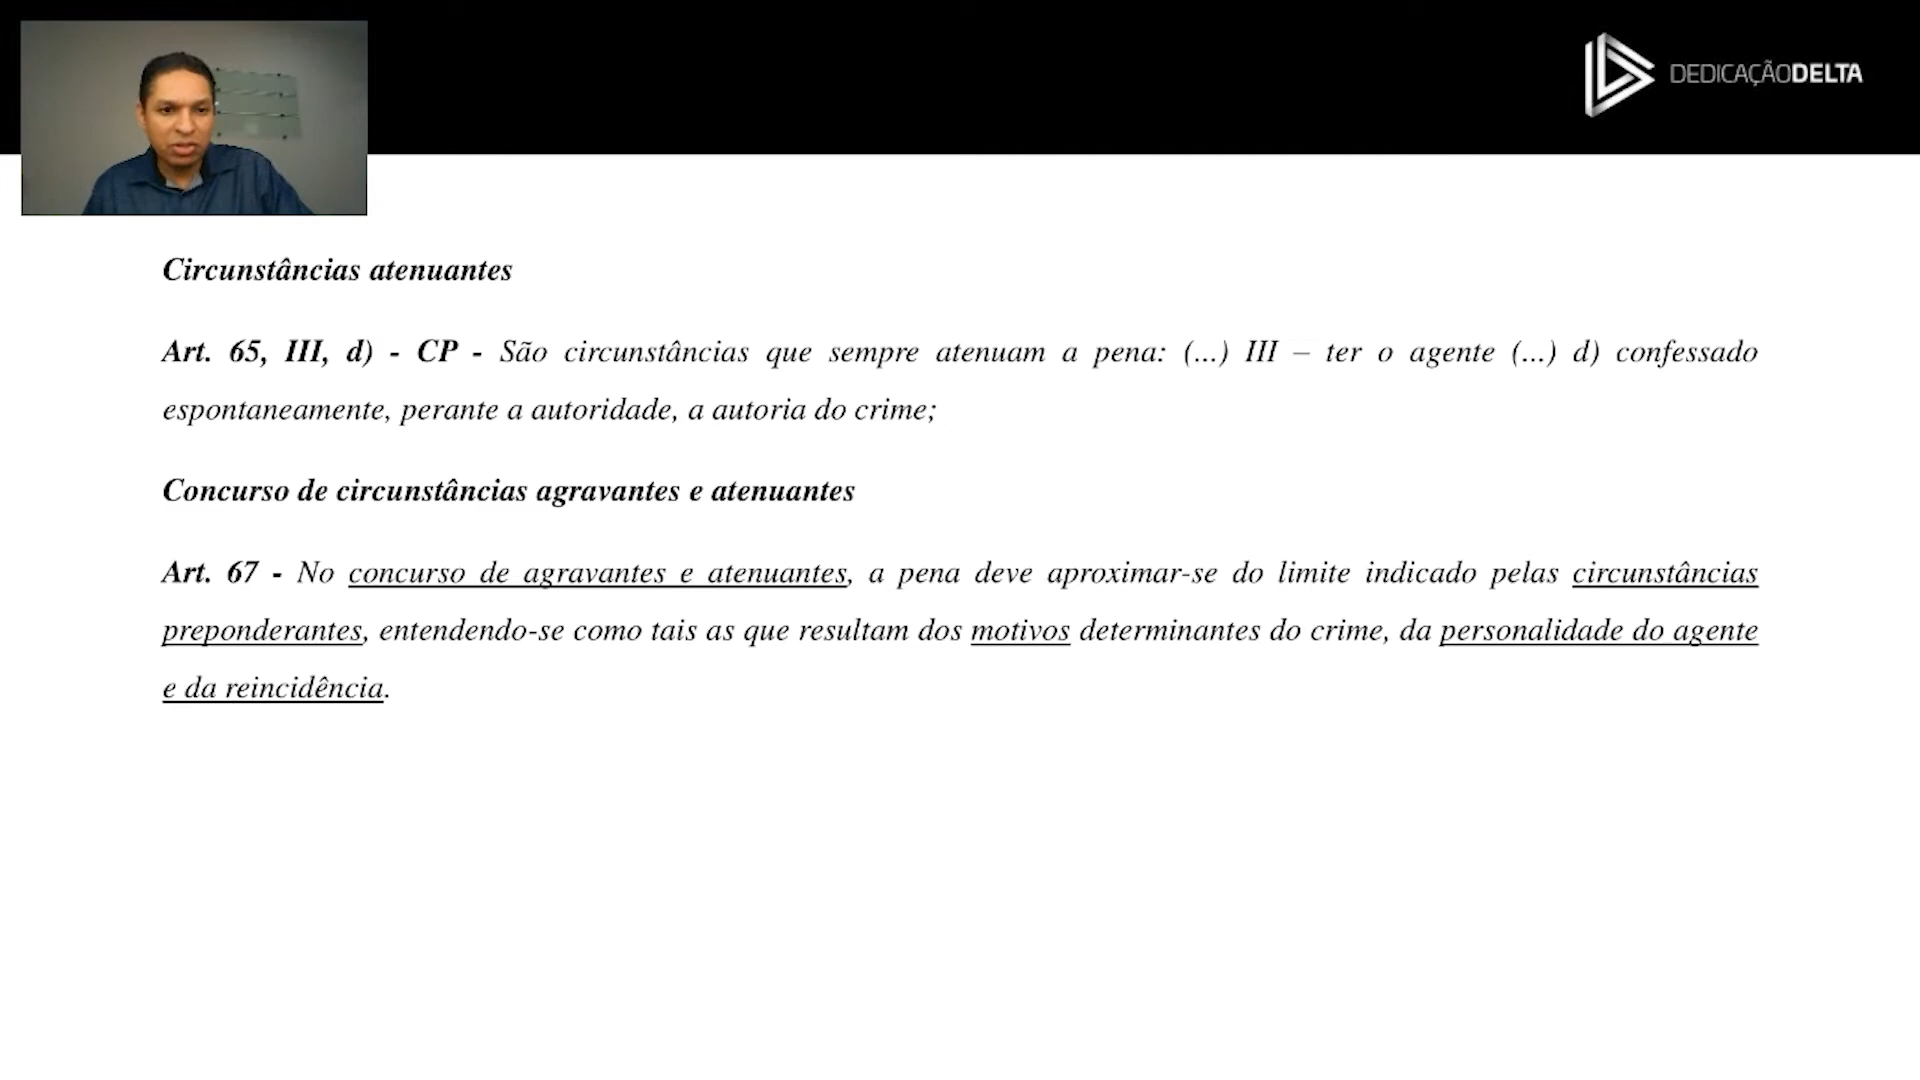 DEDICAÇÃODELTA
Circunstâncias atenuantes
Art. 65, III, d) - CP - São circunstâncias que sempre atenuam a pena: (...) III – ter o agente (...) d) confessado
espontaneamente, perante a autoridade, a autoria do crime;
Concurso de circunstâncias agravantes e atenuantes
Art. 67 - No concurso de agravantes e atenuantes, a pena deve aproximar-se do limite indicado pelas circunstâncias
preponderantes, entendendo-se como tais as que resultam dos motivos determinantes do crime, da personalidade do agente
e da reincidência.